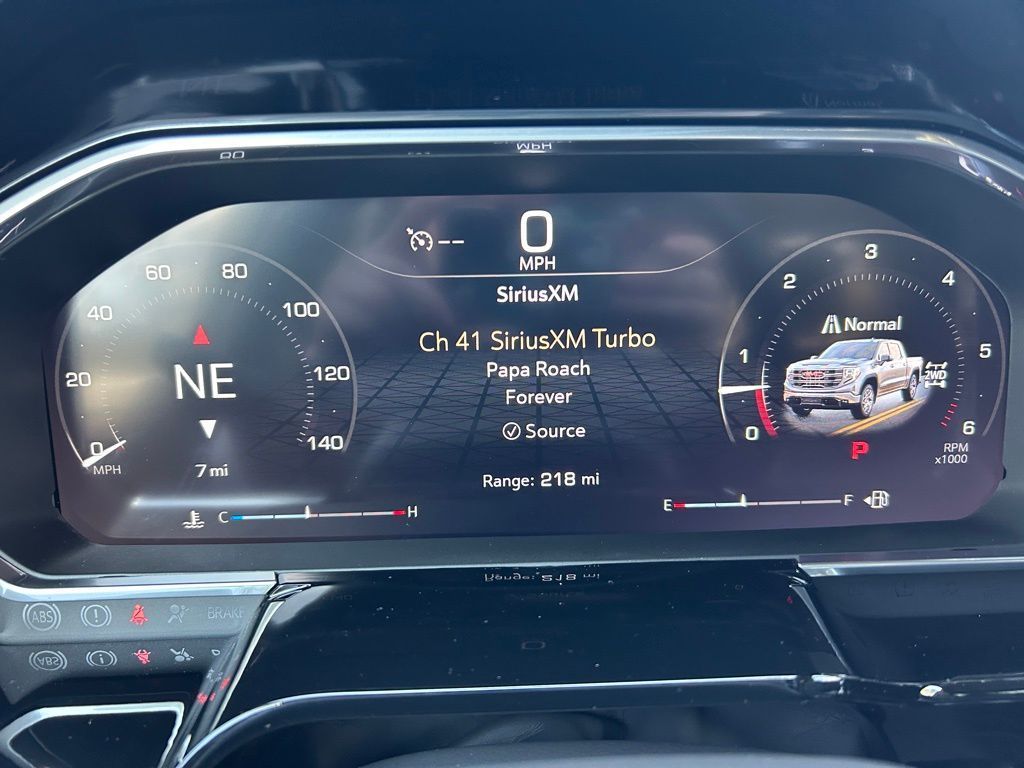 0
MPH
SiriusXM
Ch 41 SiriusXM Turbo
Papa Roach
Forever
Source
Range: 218 mi
0
20
40
60
80
100
120
140
MPH
NE
7 mi
C H
0
1
2
3
4
5
6
RPM
x1000
Normal
GMC
2WD
P
E F
ABS
BRAKE